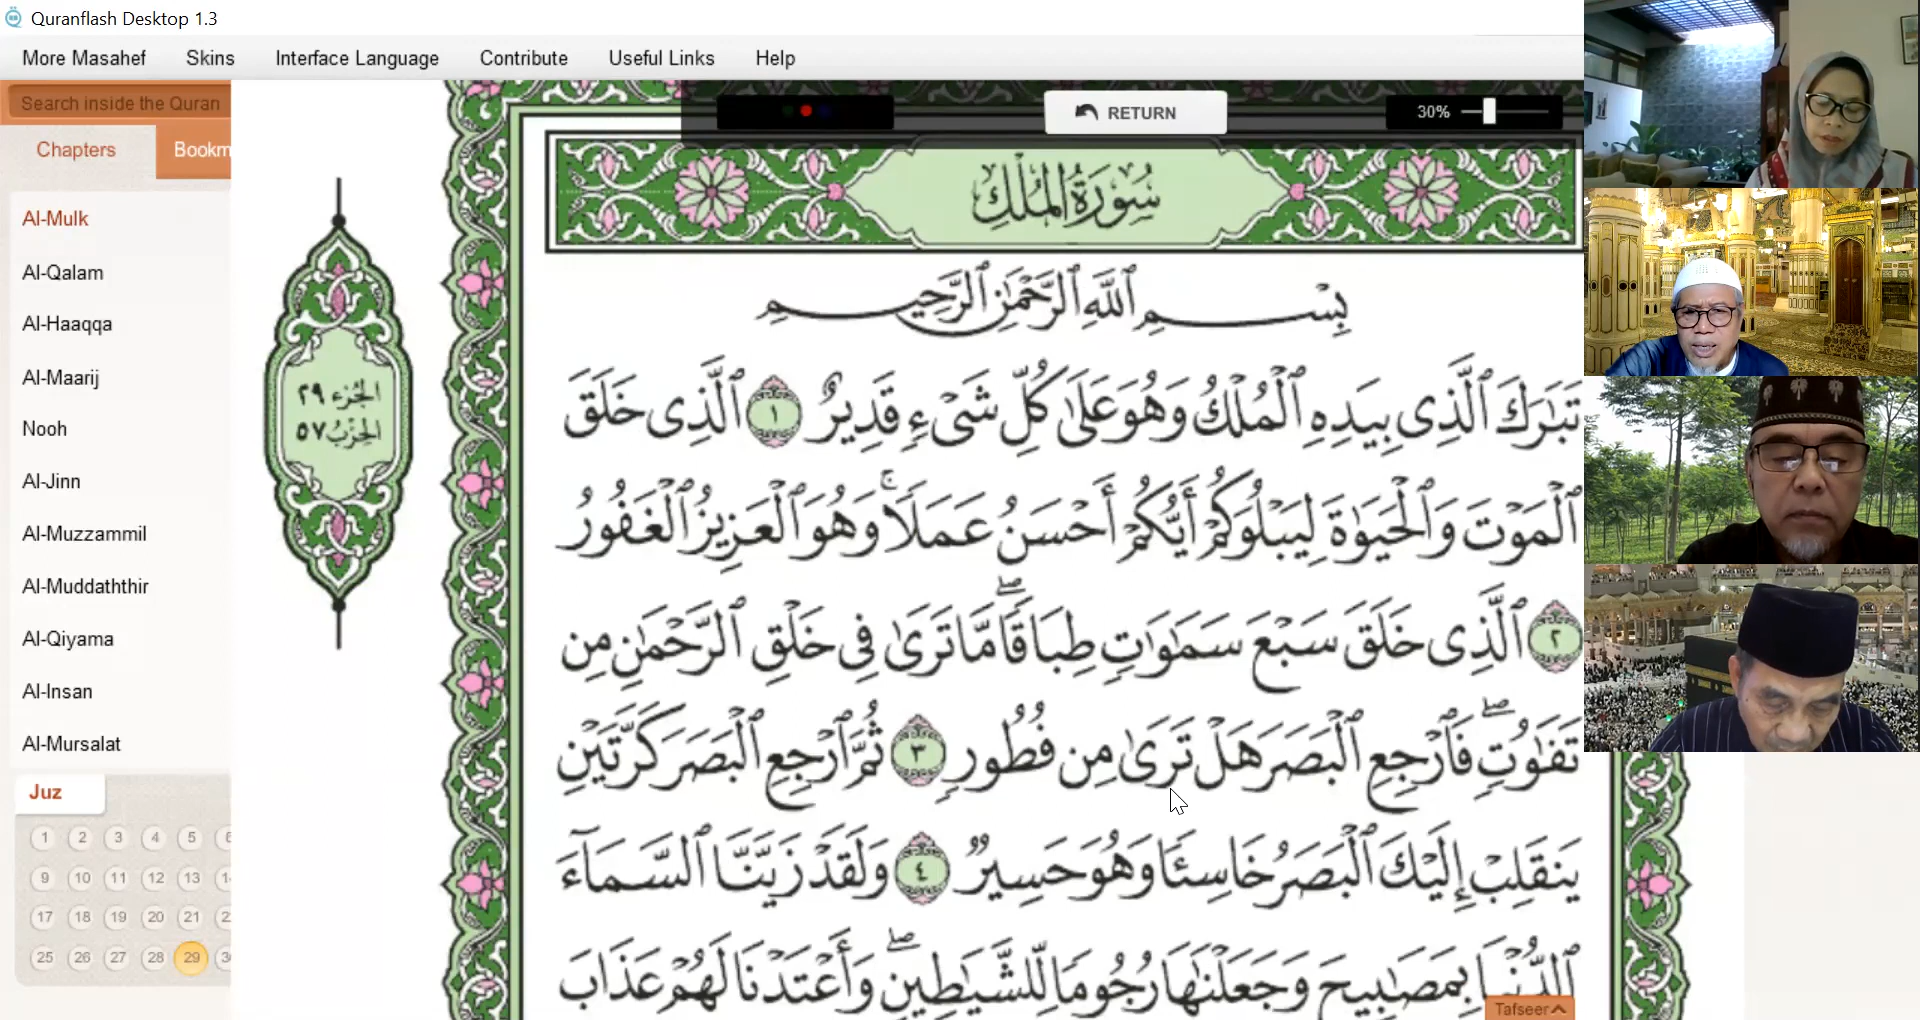 Quranflash Desktop 1.3
More Masahef Skins Interface Language Contribute Useful Links Help
Search inside the Quran
Chapters Bookm
RETURN
30%
Al-Mulk
Al-Qalam
Al-Haaqqa
Al-Maarij
Nooh
Al-Jinn
Al-Muzzammil
Al-Muddaththir
Al-Qiyama
Al-Insan
Al-Mursalat
Juz
1 2 3 4 5 6
9 10 11 12 13 14
17 18 19 20 21 22
25 26 27 28 29 30
الجزء ٢٩
الحزب ٥٧
سُورَةُ المُلْكِ
بِسْمِ ٱللَّهِ ٱلرَّحْمَٰنِ ٱلرَّحِيمِ
تَبَٰرَكَ ٱلَّذِى بِيَدِهِ ٱلْمُلْكُ وَهُوَ عَلَىٰ كُلِّ شَىْءٍ قَدِيرٌ ١ ٱلَّذِى خَلَقَ
ٱلْمَوْتَ وَٱلْحَيَوٰةَ لِيَبْلُوَكُمْ أَيُّكُمْ أَحْسَنُ عَمَلًا ۚ وَهُوَ ٱلْعَزِيزُ ٱلْغَفُورُ
٢ ٱلَّذِى خَلَقَ سَبْعَ سَمَٰوَٰتٍ طِبَاقًا ۖ مَّا تَرَىٰ فِى خَلْقِ ٱلرَّحْمَٰنِ مِن
تَفَٰوُتٍ ۖ فَٱرْجِعِ ٱلْبَصَرَ هَلْ تَرَىٰ مِن فُطُورٍ ٣ ثُمَّ ٱرْجِعِ ٱلْبَصَرَ كَرَّتَيْنِ
يَنقَلِبْ إِلَيْكَ ٱلْبَصَرُ خَاسِئًا وَهُوَ حَسِيرٌ ٤ وَلَقَدْ زَيَّنَّا ٱلسَّمَآءَ
ٱلدُّنْيَا بِمَصَٰبِيحَ وَجَعَلْنَٰهَا رُجُومًا لِّلشَّيَٰطِينِ ۖ وَأَعْتَدْنَا لَهُمْ عَذَابَ
Tafseer